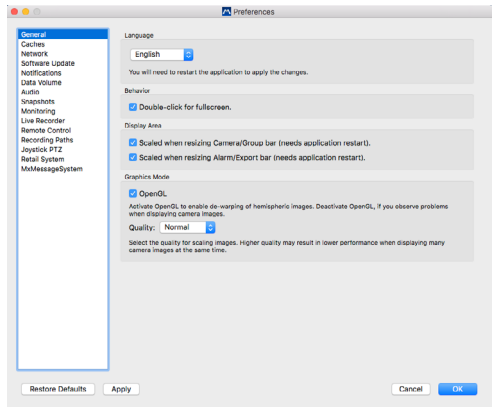 Preferences
General
Caches
Network
Software Update
Notifications
Data Volume
Audio
Snapshots
Monitoring
Live Recorder
Remote Control
Recording Paths
Joystick PTZ
Retail System
MxMessageSystem
Language
English
You will need to restart the application to apply the changes.
Behavior
Double-click for fullscreen.
Display Area
Scaled when resizing Camera/Group bar (needs application restart).
Scaled when resizing Alarm/Export bar (needs application restart).
Graphics Mode
OpenGL
Activate OpenGL to enable de-warping of hemispheric images. Deactivate OpenGL, if you observe problems
when displaying camera images.
Quality: Normal
Select the quality for scaling images. Higher quality may result in lower performance when displaying many
camera images at the same time.
Restore Defaults Apply Cancel OK